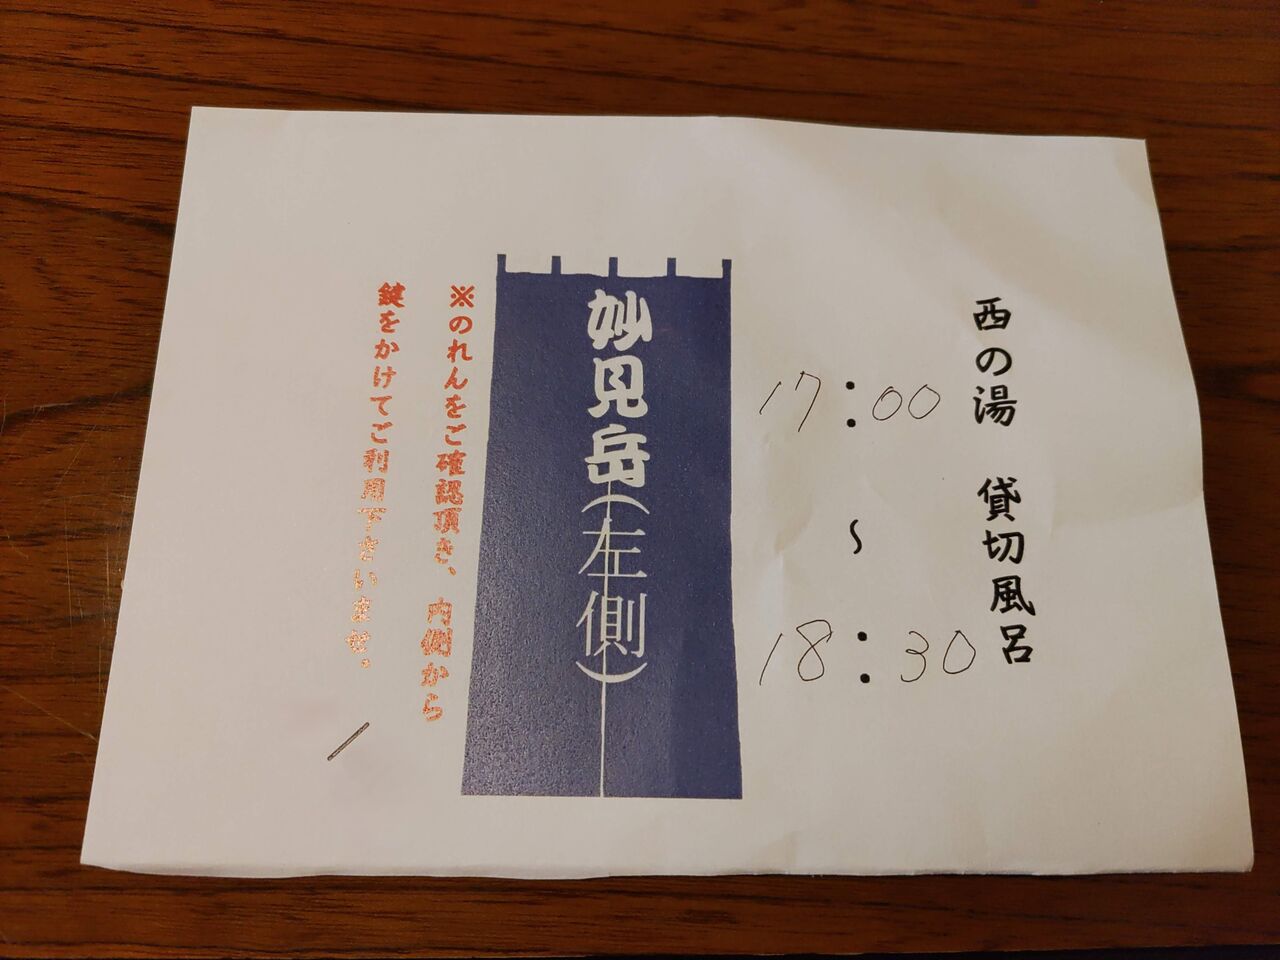 西の湯　貸切風呂
17:00
～
18:30
妙見岳(左側)
※のれんをご確認頂き、内側から
鍵をかけてご利用下さいませ。
／